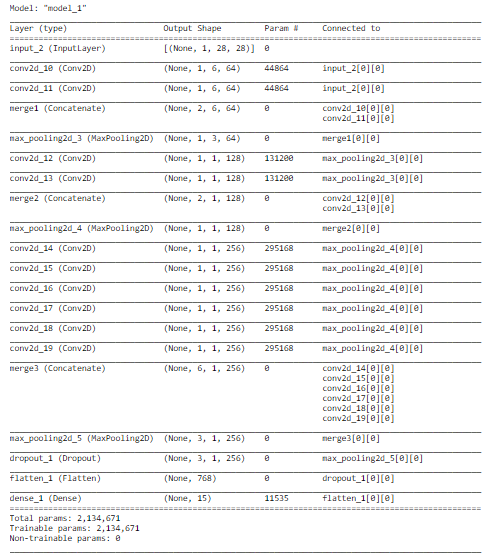 Model: "model_1"
Layer (type) Output Shape Param # Connected to
input_2 (InputLayer) [(None, 1, 28, 28)] 0
conv2d_10 (Conv2D) (None, 1, 6, 64) 44864 input_2[0][0]
conv2d_11 (Conv2D) (None, 1, 6, 64) 44864 input_2[0][0]
merge1 (Concatenate) (None, 2, 6, 64) 0 conv2d_10[0][0]
conv2d_11[0][0]
max_pooling2d_3 (MaxPooling2D) (None, 1, 3, 64) 0 merge1[0][0]
conv2d_12 (Conv2D) (None, 1, 1, 128) 131200 max_pooling2d_3[0][0]
conv2d_13 (Conv2D) (None, 1, 1, 128) 131200 max_pooling2d_3[0][0]
merge2 (Concatenate) (None, 2, 1, 128) 0 conv2d_12[0][0]
conv2d_13[0][0]
max_pooling2d_4 (MaxPooling2D) (None, 1, 1, 128) 0 merge2[0][0]
conv2d_14 (Conv2D) (None, 1, 1, 256) 295168 max_pooling2d_4[0][0]
conv2d_15 (Conv2D) (None, 1, 1, 256) 295168 max_pooling2d_4[0][0]
conv2d_16 (Conv2D) (None, 1, 1, 256) 295168 max_pooling2d_4[0][0]
conv2d_17 (Conv2D) (None, 1, 1, 256) 295168 max_pooling2d_4[0][0]
conv2d_18 (Conv2D) (None, 1, 1, 256) 295168 max_pooling2d_4[0][0]
conv2d_19 (Conv2D) (None, 1, 1, 256) 295168 max_pooling2d_4[0][0]
merge3 (Concatenate) (None, 6, 1, 256) 0 conv2d_14[0][0]
conv2d_15[0][0]
conv2d_16[0][0]
conv2d_17[0][0]
conv2d_18[0][0]
conv2d_19[0][0]
max_pooling2d_5 (MaxPooling2D) (None, 3, 1, 256) 0 merge3[0][0]
dropout_1 (Dropout) (None, 3, 1, 256) 0 max_pooling2d_5[0][0]
flatten_1 (Flatten) (None, 768) 0 dropout_1[0][0]
dense_1 (Dense) (None, 15) 11535 flatten_1[0][0]
Total params: 2,134,671
Trainable params: 2,134,671
Non-trainable params: 0